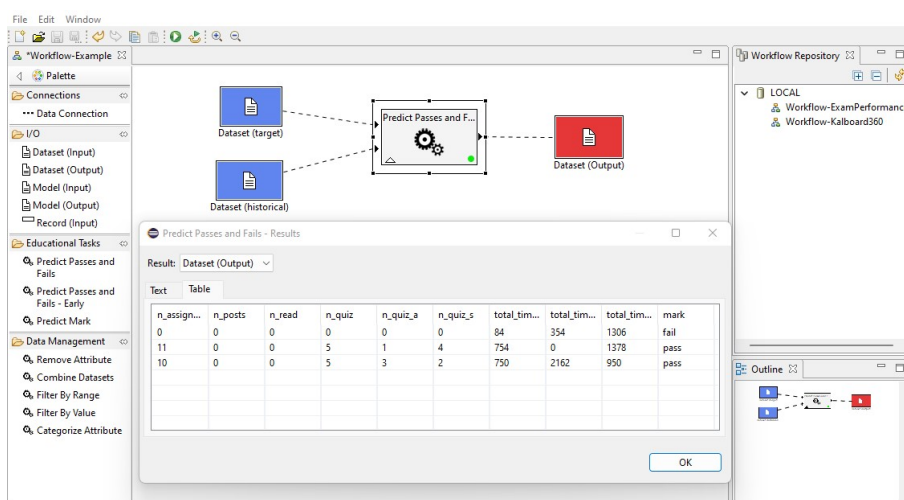 File Edit Window
*Workflow-Example
Palette
Connections
Data Connection
I/O
Dataset (Input)
Dataset (Output)
Model (Input)
Model (Output)
Record (Input)
Educational Tasks
Predict Passes and
Fails
Predict Passes and
Fails - Early
Predict Mark
Data Management
Remove Attribute
Combine Datasets
Filter By Range
Filter By Value
Categorize Attribute
Dataset (target)
Dataset (historical)
Predict Passes and F...
Dataset (Output)
Workflow Repository
LOCAL
Workflow-ExamPerformanc
Workflow-Kalboard360
Outline
Predict Passes and Fails - Results
Result: Dataset (Output)
Text Table
n_assign... n_posts n_read n_quiz n_quiz_a n_quiz_s total_tim... total_tim... total_tim... mark
0 0 0 0 0 0 84 354 1306 fail
11 0 0 5 1 4 754 0 1378 pass
10 0 0 5 3 2 750 2162 950 pass
OK